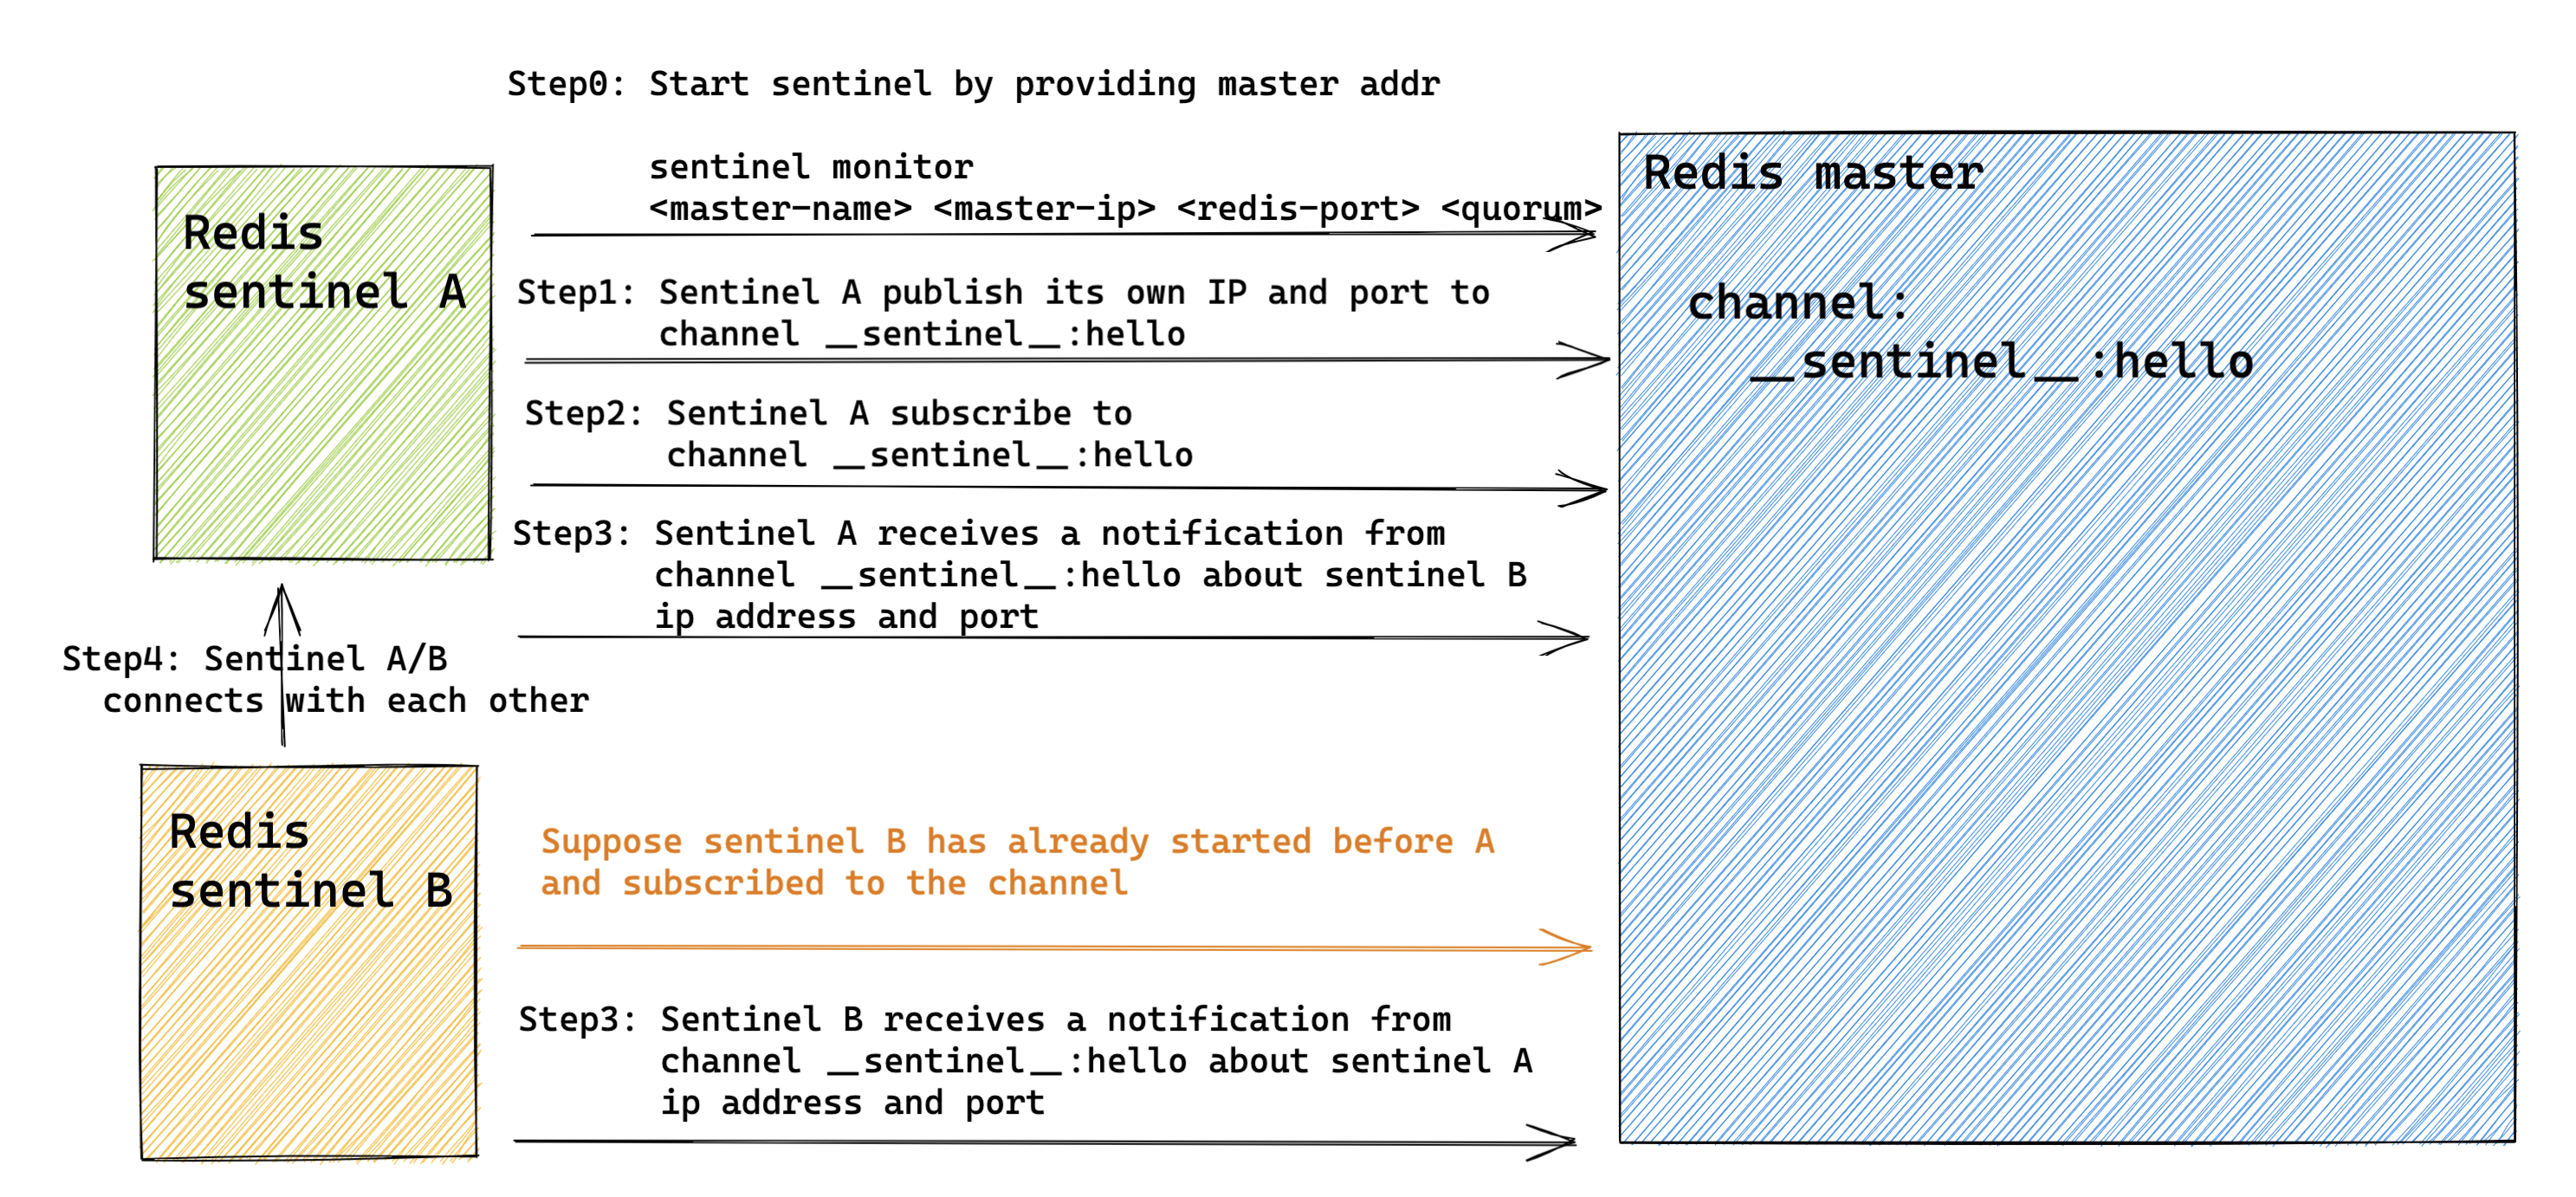 Step0: Start sentinel by providing master addr
sentinel monitor
<master-name> <master-ip> <redis-port> <quorum>
Redis
sentinel A
Step1: Sentinel A publish its own IP and port to
channel __sentinel__:hello
Step2: Sentinel A subscribe to
channel __sentinel__:hello
Step3: Sentinel A receives a notification from
channel __sentinel__:hello about sentinel B
ip address and port
Redis master
channel:
__sentinel__:hello
Step4: Sentinel A/B
connects with each other
Redis
sentinel B
Suppose sentinel B has already started before A
and subscribed to the channel
Step3: Sentinel B receives a notification from
channel __sentinel__:hello about sentinel A
ip address and port